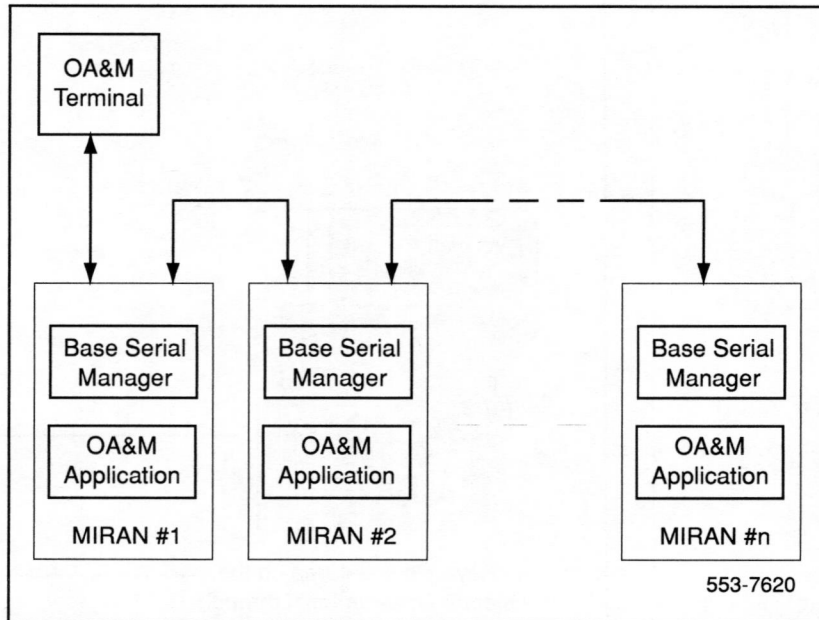 OA&M
Terminal
Base Serial
Manager
OA&M
Application
MIRAN #1
Base Serial
Manager
OA&M
Application
MIRAN #2
Base Serial
Manager
OA&M
Application
MIRAN #n
553-7620